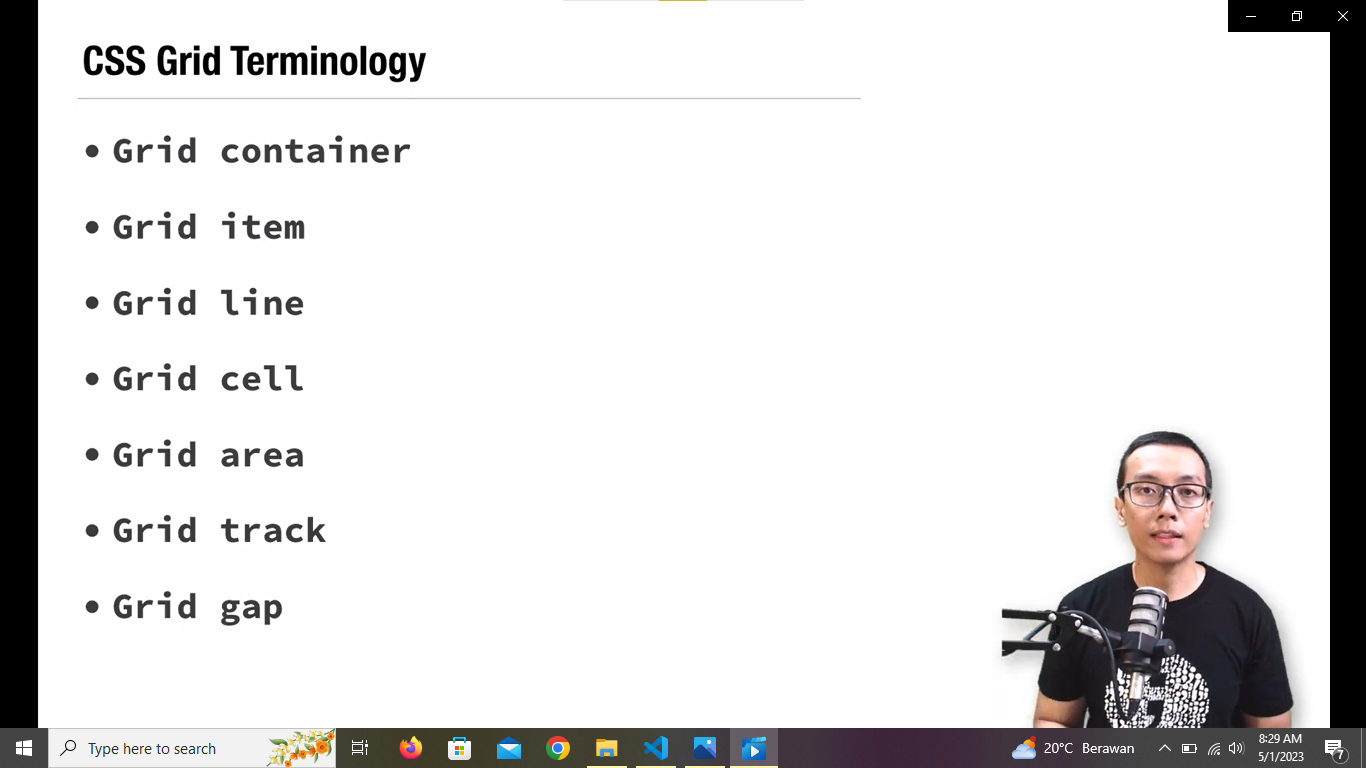 CSS Grid Terminology
• Grid container
• Grid item
• Grid line
• Grid cell
• Grid area
• Grid track
• Grid gap
Type here to search
20°C Berawan
8:29 AM
5/1/2023
7